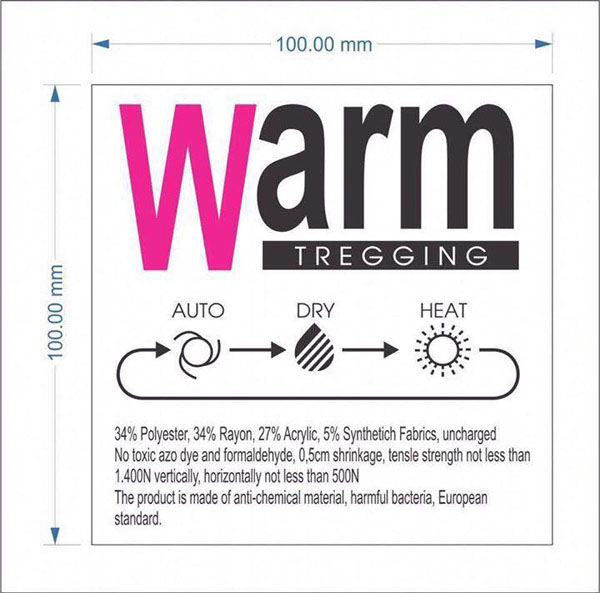 100.00 mm
100.00 mm
Warm
TREGGING
AUTO DRY HEAT
34% Polyester, 34% Rayon, 27% Acrylic, 5% Synthetich Fabrics, uncharged
No toxic azo dye and formaldehyde, 0,5cm shrinkage, tensle strength not less than
1.400N vertically, horizontally not less than 500N
The product is made of anti-chemical material, harmful bacteria, European
standard.